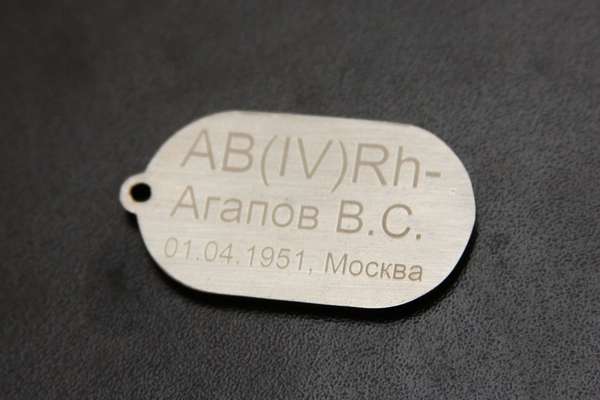 AB(IV)Rh-
Агапов В.С.
01.04.1951, Москва